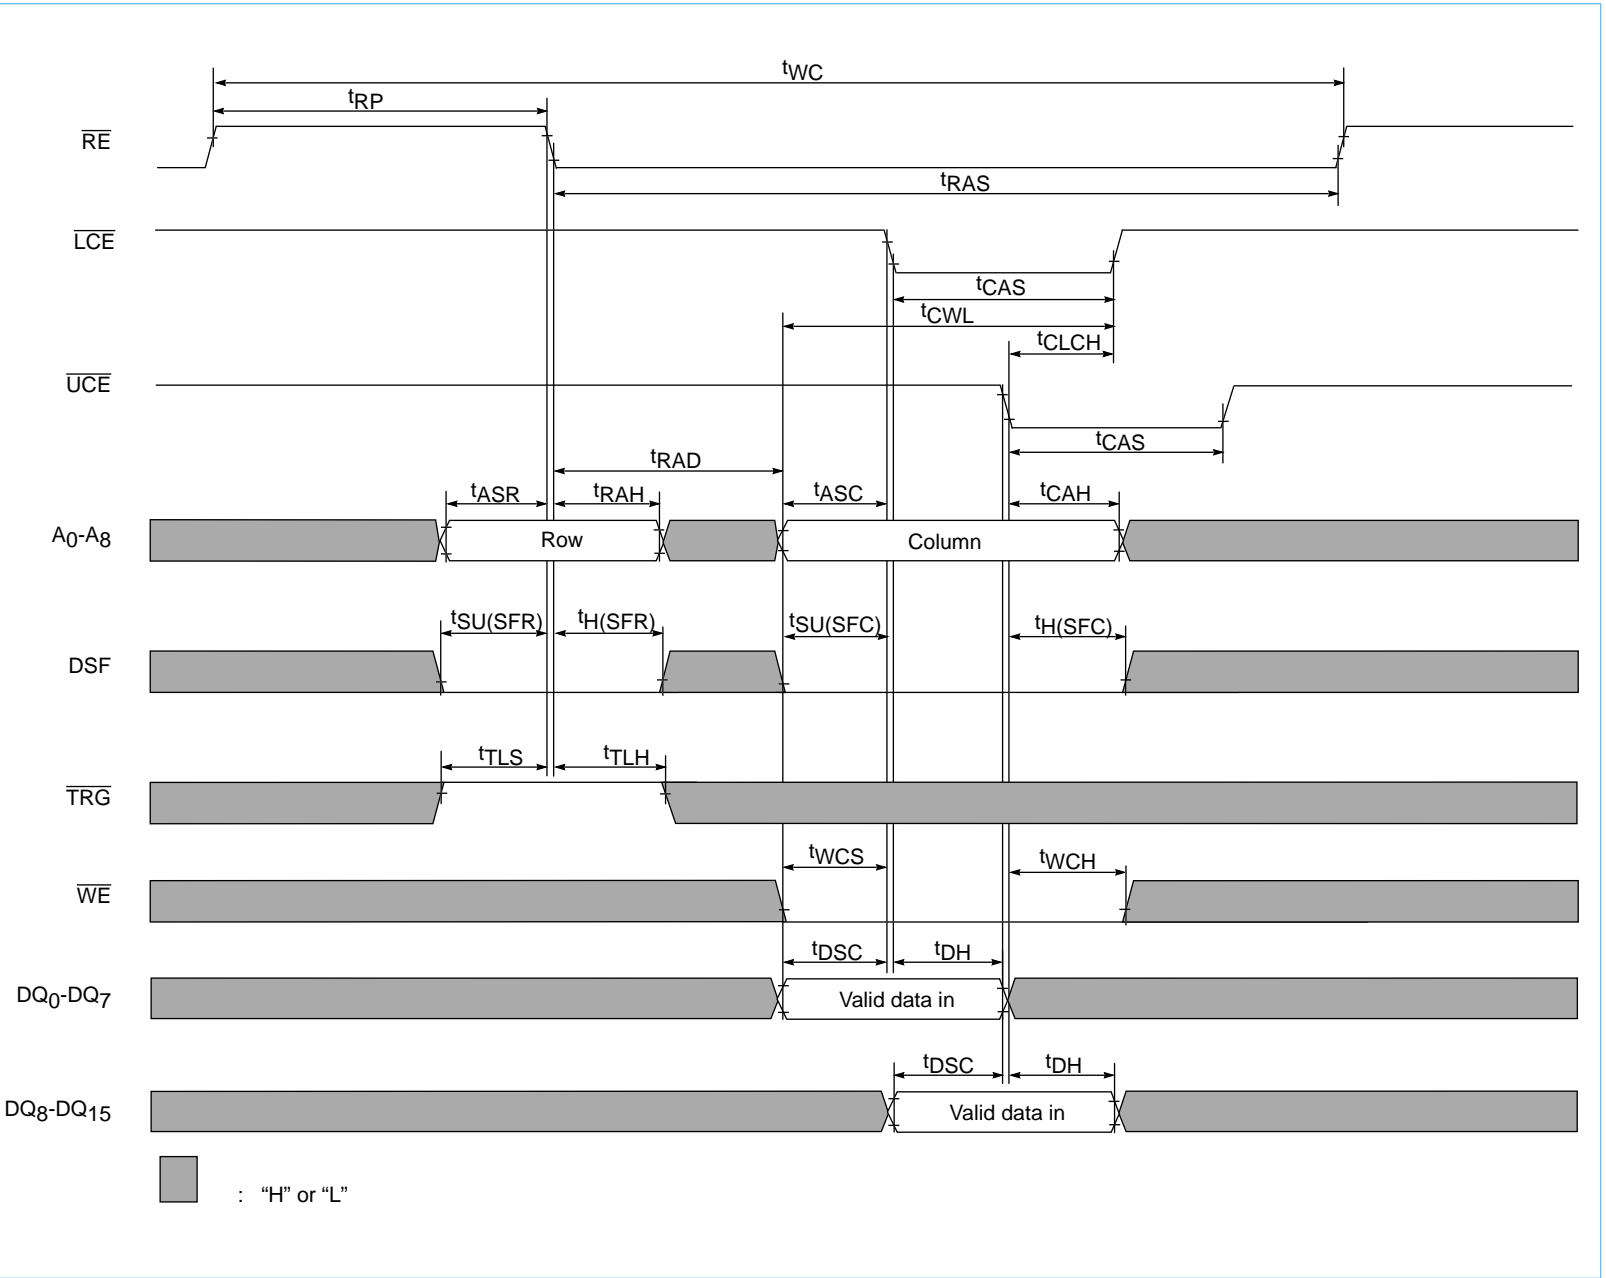 tWC
tRP
RE
tRAS
LCE
tCAS
tCWL
tCLCH
UCE
tCAS
tRAD
tASR tRAH tASC tCAH
A0-A8 Row Column
tSU(SFR) tH(SFR) tSU(SFC) tH(SFC)
DSF
tTLS tTLH
TRG
tWCS tWCH
WE
tDSC tDH
DQ0-DQ7 Valid data in
tDSC tDH
DQ8-DQ15 Valid data in
: “H” or “L”